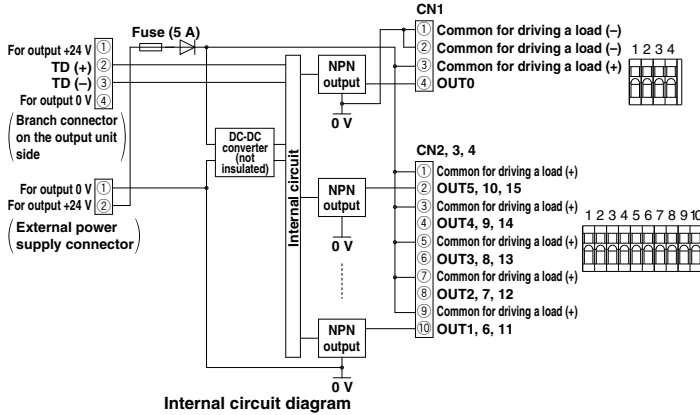 CN1
Fuse (5 A)
For output +24 V ①
TD (+) ②
TD (–) ③
For output 0 V ④
(Branch connector
on the output unit
side)
For output 0 V ①
For output +24 V ②
(External power
supply connector)
DC-DC
converter
(not
insulated)
Internal circuit
NPN
output
0 V
NPN
output
0 V
NPN
output
0 V
① Common for driving a load (–)
② Common for driving a load (–)
③ Common for driving a load (+)
④ OUT0
1 2 3 4
CN2, 3, 4
① Common for driving a load (+)
② OUT5, 10, 15
③ Common for driving a load (+)
④ OUT4, 9, 14
⑤ Common for driving a load (+)
⑥ OUT3, 8, 13
⑦ Common for driving a load (+)
⑧ OUT2, 7, 12
⑨ Common for driving a load (+)
⑩ OUT1, 6, 11
1 2 3 4 5 6 7 8 9 10
Internal circuit diagram